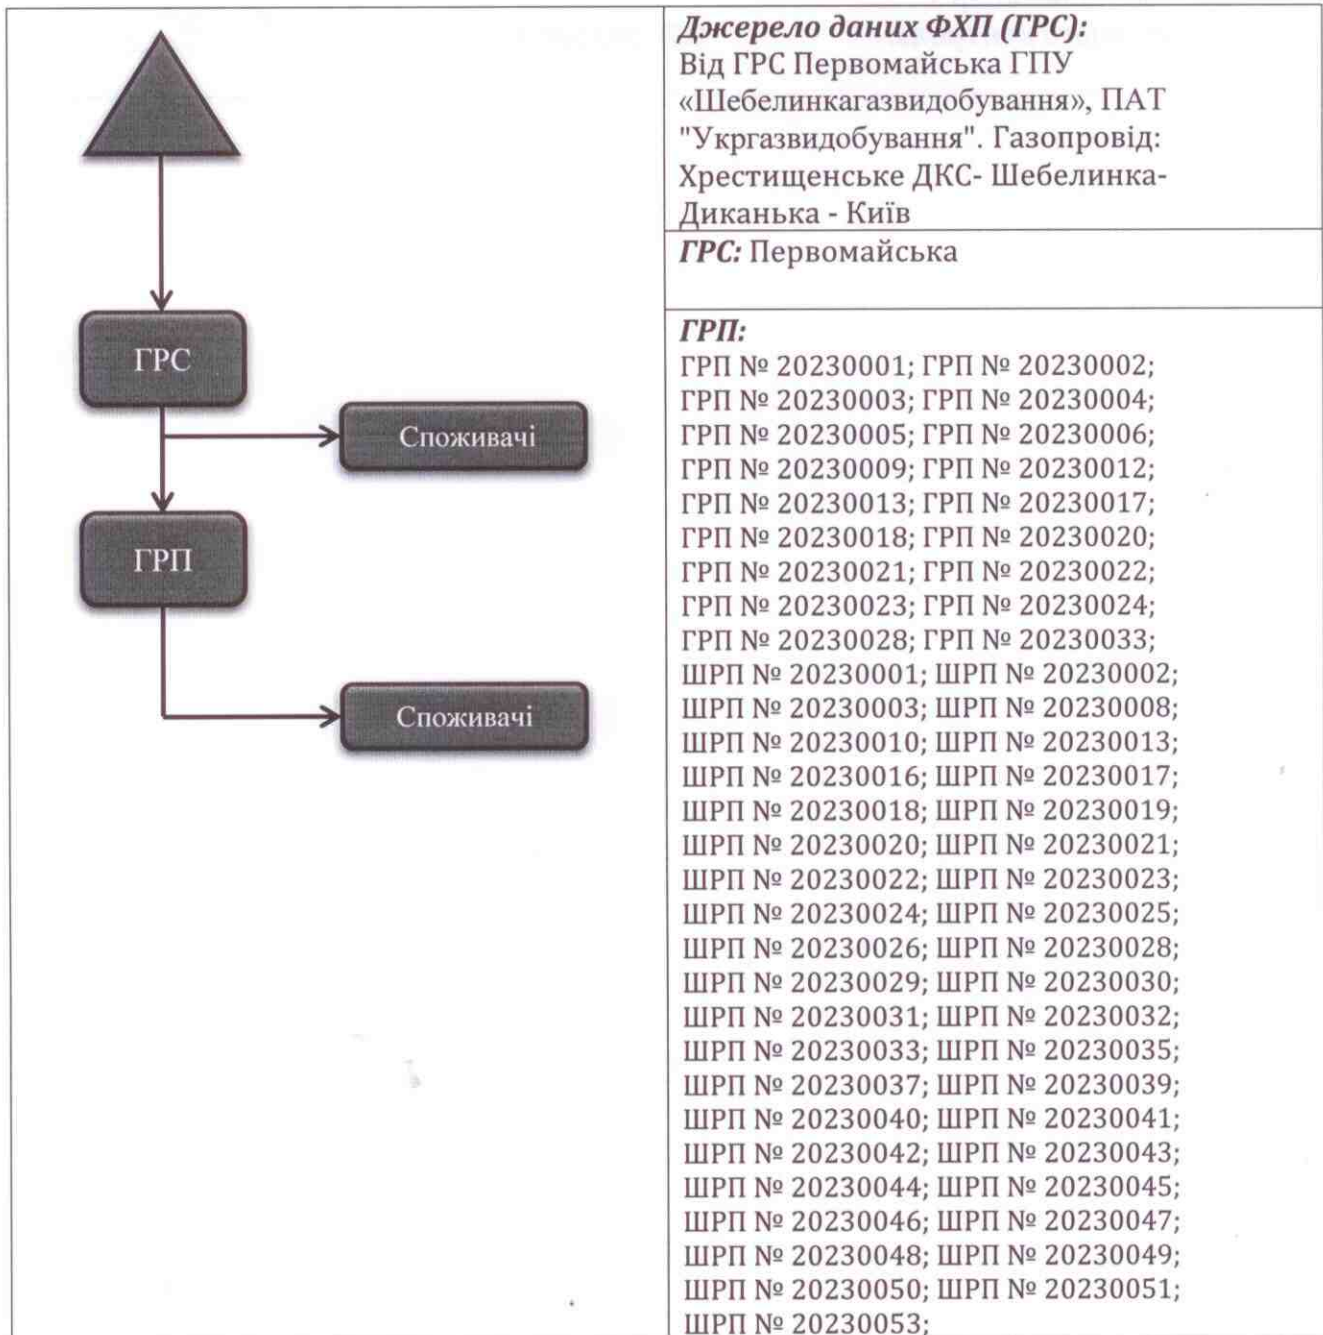 ГРС
Споживачі
ГРП
Споживачі
Джерело даних ФХП (ГРС):
Від ГРС Первомайська ГПУ
«Шебелинкагазвидобування», ПАТ
"Укргазвидобування". Газопровід:
Хрестищенське ДКС- Шебелинка-
Диканька - Київ
ГРС: Первомайська
ГРП:
ГРП № 20230001; ГРП № 20230002;
ГРП № 20230003; ГРП № 20230004;
ГРП № 20230005; ГРП № 20230006;
ГРП № 20230009; ГРП № 20230012;
ГРП № 20230013; ГРП № 20230017;
ГРП № 20230018; ГРП № 20230020;
ГРП № 20230021; ГРП № 20230022;
ГРП № 20230023; ГРП № 20230024;
ГРП № 20230028; ГРП № 20230033;
ШРП № 20230001; ШРП № 20230002;
ШРП № 20230003; ШРП № 20230008;
ШРП № 20230010; ШРП № 20230013;
ШРП № 20230016; ШРП № 20230017;
ШРП № 20230018; ШРП № 20230019;
ШРП № 20230020; ШРП № 20230021;
ШРП № 20230022; ШРП № 20230023;
ШРП № 20230024; ШРП № 20230025;
ШРП № 20230026; ШРП № 20230028;
ШРП № 20230029; ШРП № 20230030;
ШРП № 20230031; ШРП № 20230032;
ШРП № 20230033; ШРП № 20230035;
ШРП № 20230037; ШРП № 20230039;
ШРП № 20230040; ШРП № 20230041;
ШРП № 20230042; ШРП № 20230043;
ШРП № 20230044; ШРП № 20230045;
ШРП № 20230046; ШРП № 20230047;
ШРП № 20230048; ШРП № 20230049;
ШРП № 20230050; ШРП № 20230051;
ШРП № 20230053;